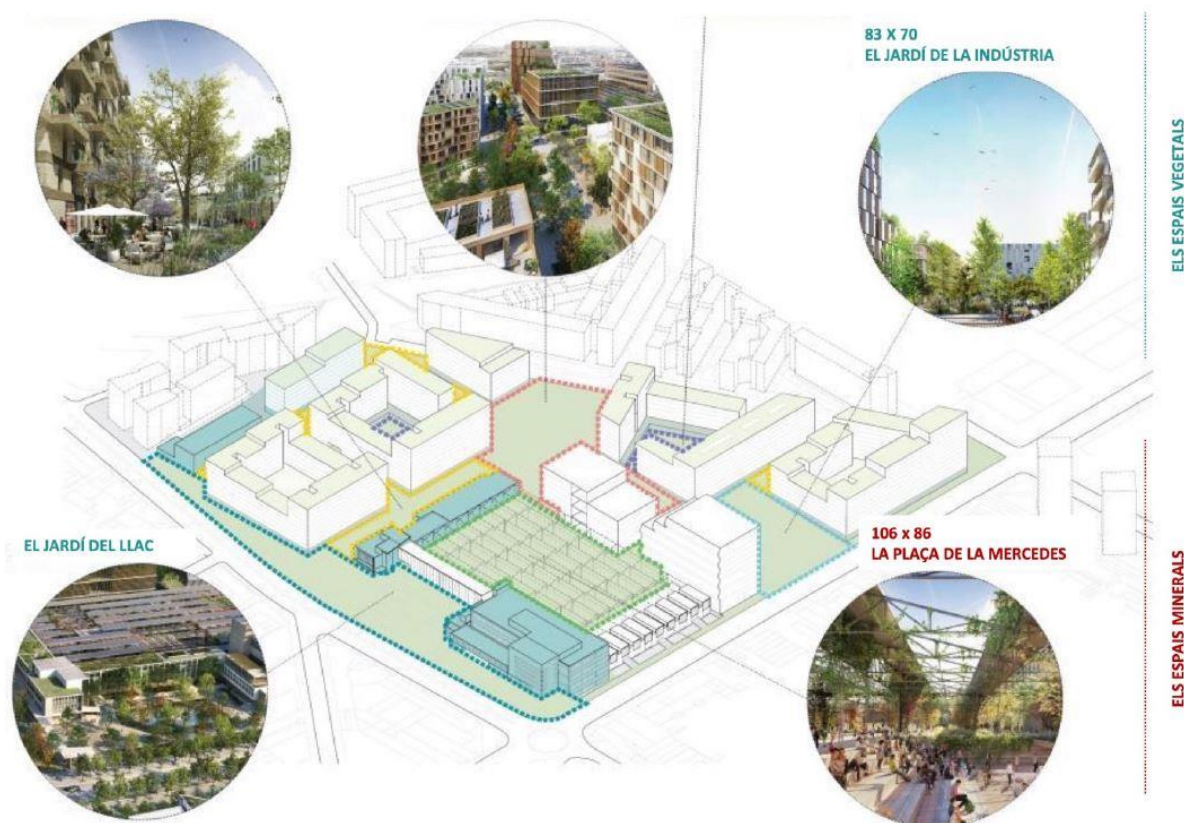 83 X 70
EL JARDÍ DE LA INDÚSTRIA
ELS ESPAIS VEGETALS
EL JARDÍ DEL LLAC
106 x 86
LA PLAÇA DE LA MERCEDES
ELS ESPAIS MINERALS